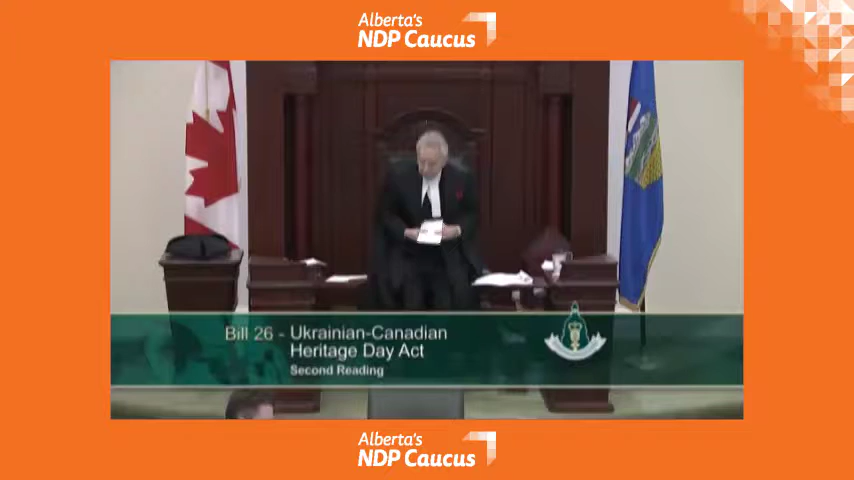 Alberta's
NDP Caucus
Bill 26 - Ukrainian-Canadian
Heritage Day Act
Second Reading
Alberta's
NDP Caucus